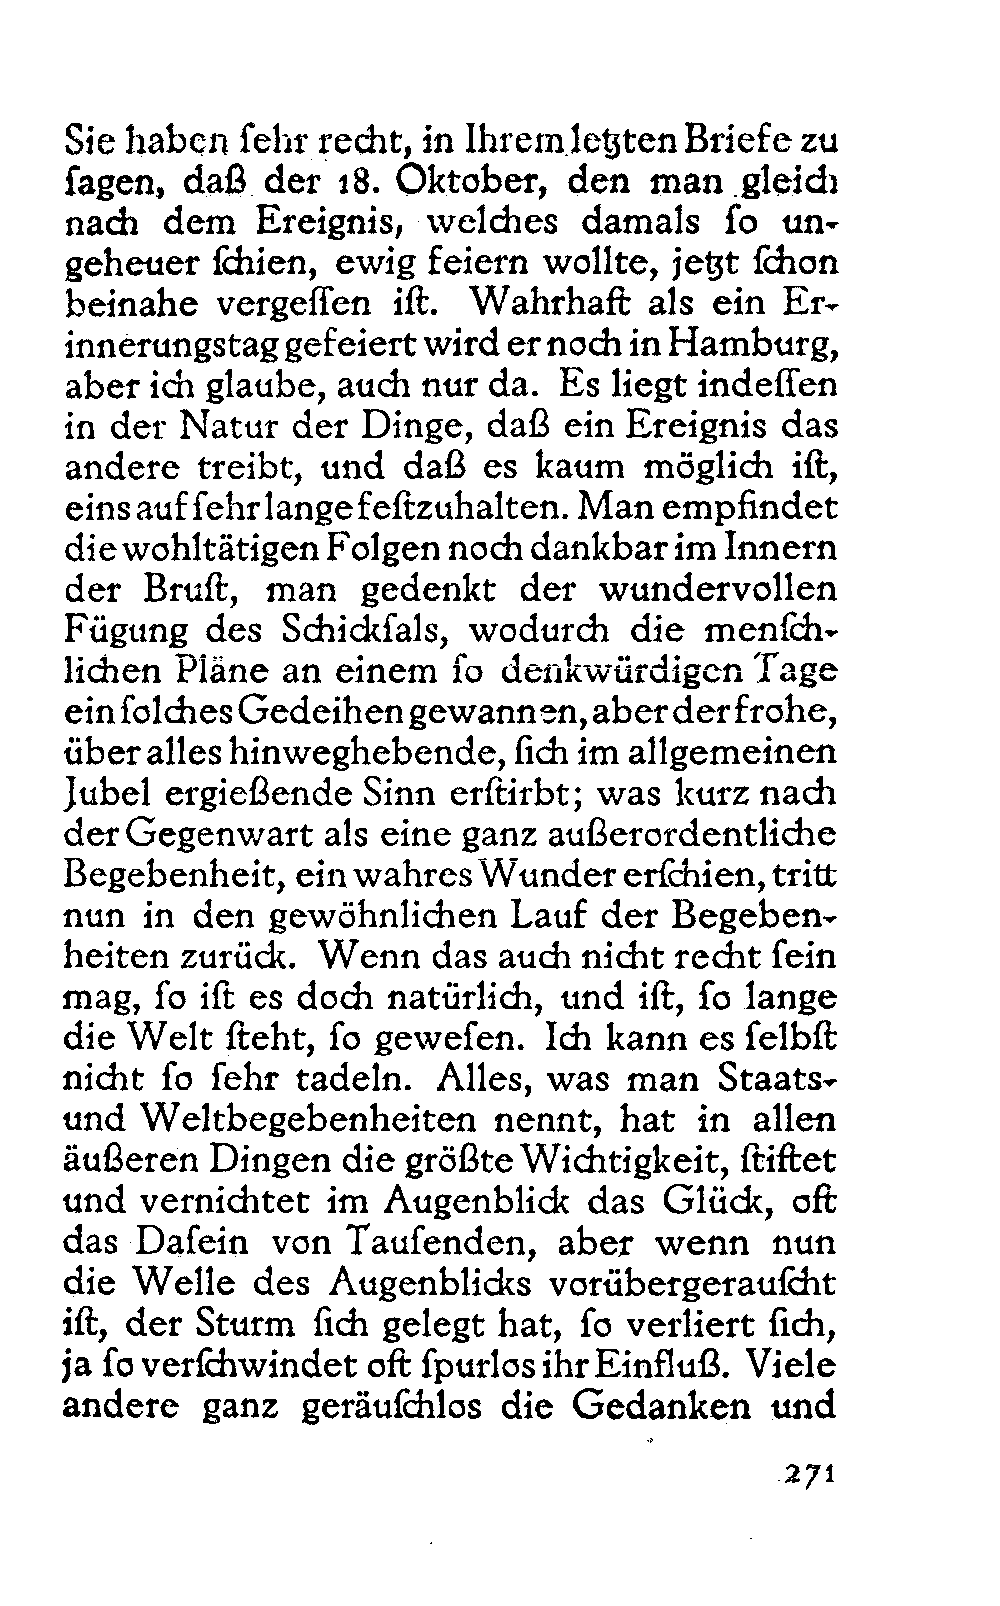 Sie haben ſehr recht, in Ihrem letzten Briefe zu
ſagen, daß der 18. Oktober, den man gleich
nach dem Ereignis, welches damals ſo un-
geheuer ſchien, ewig feiern wollte, jetzt ſchon
beinahe vergeſſen iſt. Wahrhaft als ein Er-
innerungstag gefeiert wird er noch in Hamburg,
aber ich glaube, auch nur da. Es liegt indeſſen
in der Natur der Dinge, daß ein Ereignis das
andere treibt, und daß es kaum möglich iſt,
eins auf ſehr lange feſtzuhalten. Man empfindet
die wohltätigen Folgen noch dankbar im Innern
der Bruſt, man gedenkt der wundervollen
Fügung des Schickſals, wodurch die menſch-
lichen Pläne an einem ſo denkwürdigen Tage
ein ſolches Gedeihen gewannen, aber der frohe,
über alles hinweghebende, ſich im allgemeinen
Jubel ergießende Sinn erſtirbt; was kurz nach
der Gegenwart als eine ganz außerordentliche
Begebenheit, ein wahres Wunder erſchien, tritt
nun in den gewöhnlichen Lauf der Begeben-
heiten zurück. Wenn das auch nicht recht ſein
mag, ſo iſt es doch natürlich, und iſt, ſo lange
die Welt ſteht, ſo geweſen. Ich kann es ſelbſt
nicht ſo ſehr tadeln. Alles, was man Staats-
und Weltbegebenheiten nennt, hat in allen
äußeren Dingen die größte Wichtigkeit, ſtiftet
und vernichtet im Augenblick das Glück, oft
das Daſein von Tauſenden, aber wenn nun
die Welle des Augenblicks vorübergerauſcht
iſt, der Sturm ſich gelegt hat, ſo verliert ſich,
ja ſo verſchwindet oft ſpurlos ihr Einfluß. Viele
andere ganz geräuſchlos die Gedanken und
271